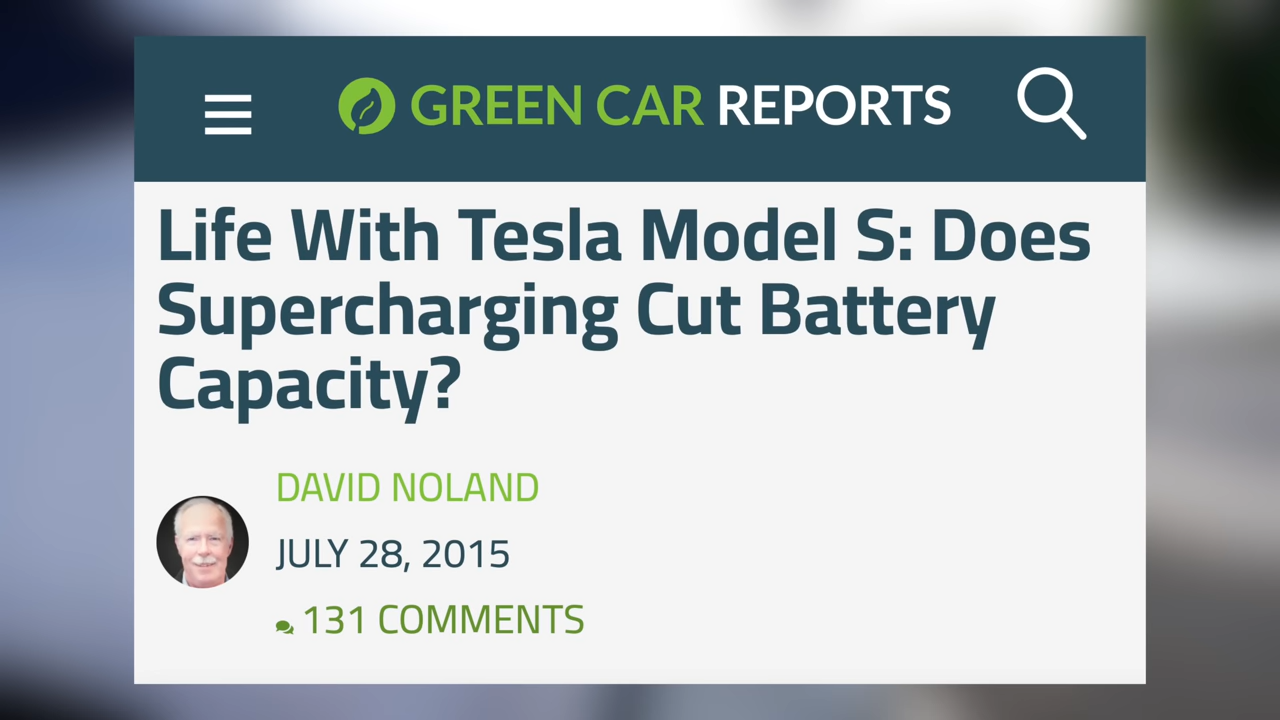 GREEN CAR REPORTS
Life With Tesla Model S: Does
Supercharging Cut Battery
Capacity?
DAVID NOLAND
JULY 28, 2015
131 COMMENTS